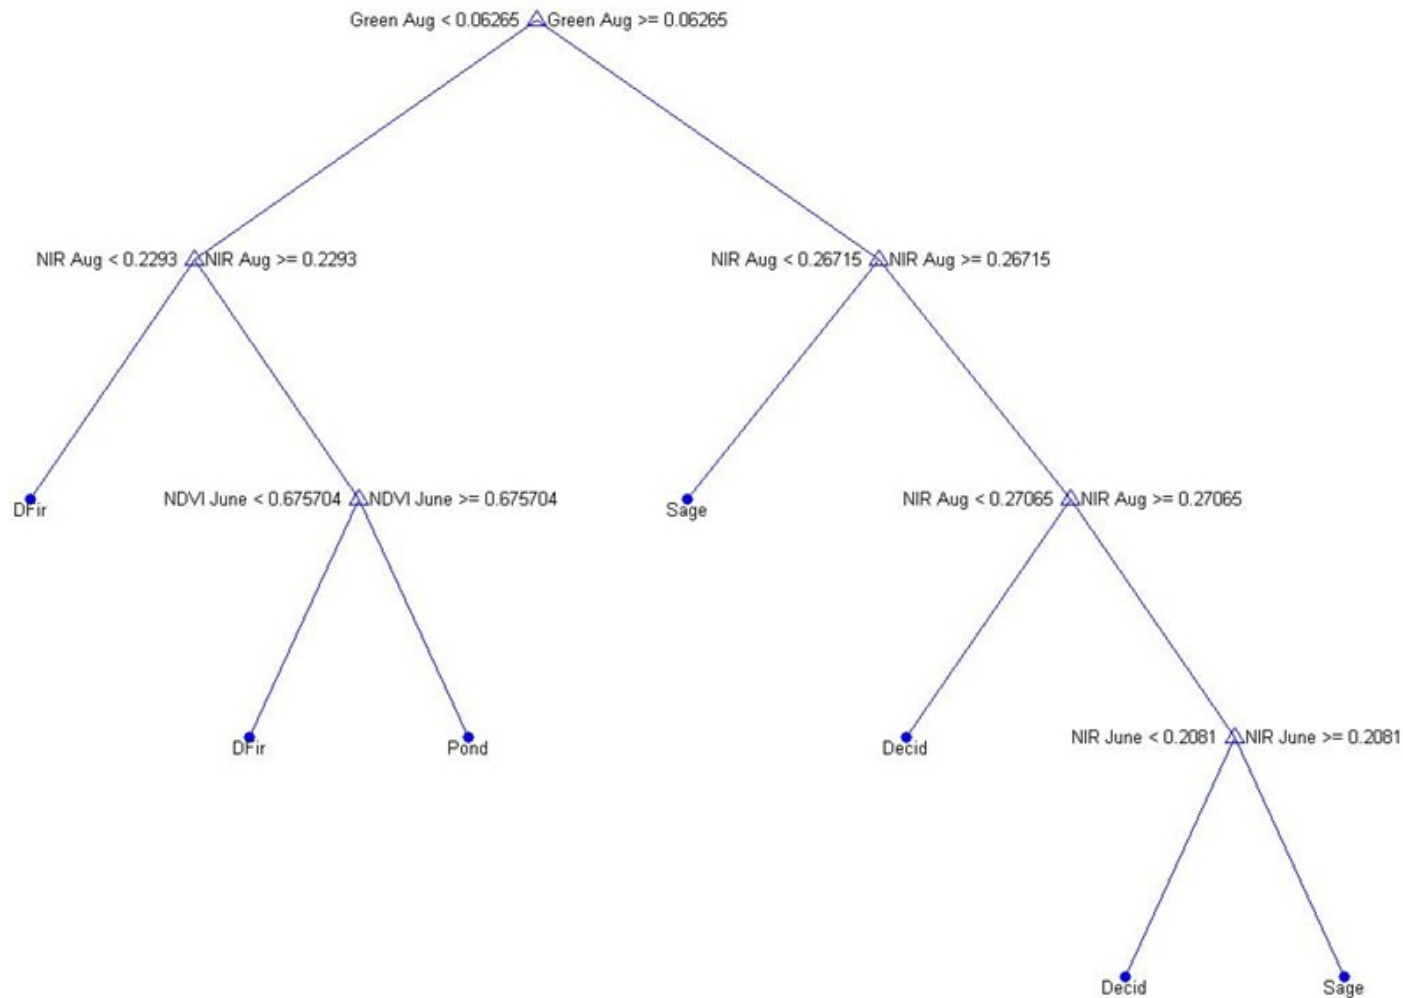 Green Aug < 0.06265 Green Aug >= 0.06265
NIR Aug < 0.2293 NIR Aug >= 0.2293 NIR Aug < 0.26715 NIR Aug >= 0.26715
DFir NDVI June < 0.675704 NDVI June >= 0.675704 Sage NIR Aug < 0.27065 NIR Aug >= 0.27065
DFir Pond Decid NIR June < 0.2081 NIR June >= 0.2081
Decid Sage